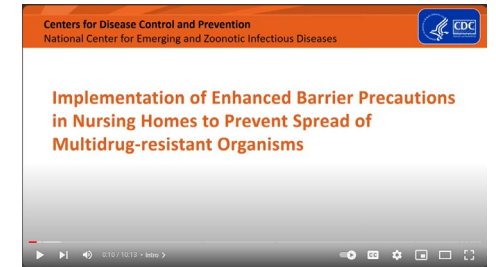 Centers for Disease Control and Prevention
National Center for Emerging and Zoonotic Infectious Diseases
CDC
Implementation of Enhanced Barrier Precautions
in Nursing Homes to Prevent Spread of
Multidrug-resistant Organisms
0:10 / 10:13 • Intro >
CC